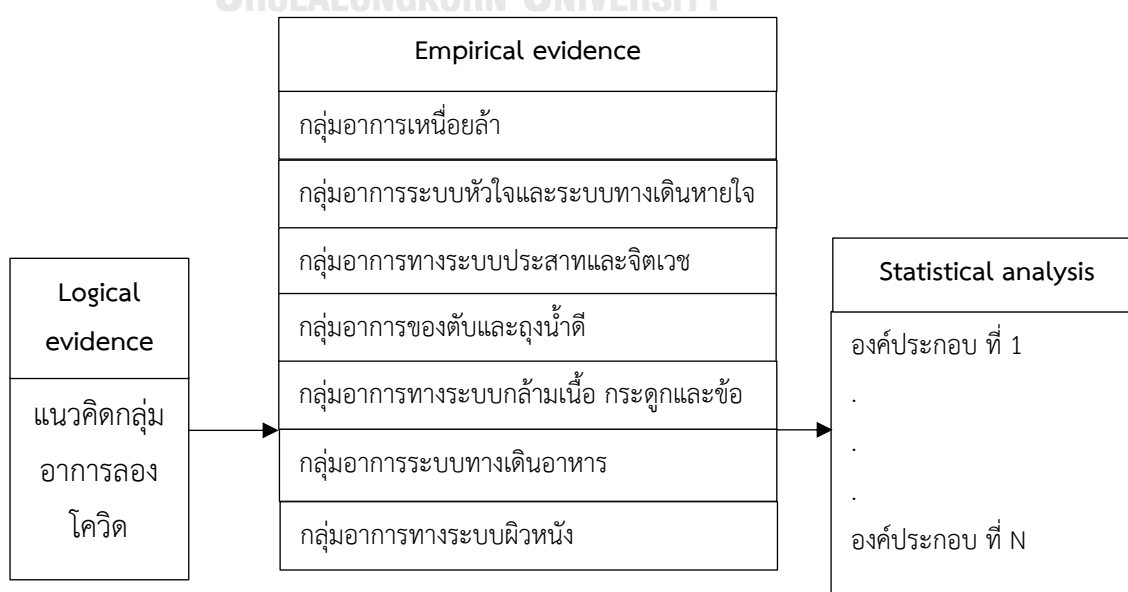 CHULALONGKORN UNIVERSITY
Logical
evidence
แนวคิดกลุ่ม
อาการลอง
โควิด
Empirical evidence
กลุ่มอาการเหนื่อยล้า
กลุ่มอาการระบบหัวใจและระบบทางเดินหายใจ
กลุ่มอาการทางระบบประสาทและจิตเวช
กลุ่มอาการของตับและถุงน้ำดี
กลุ่มอาการทางระบบกล้ามเนื้อ กระดูกและข้อ
กลุ่มอาการระบบทางเดินอาหาร
กลุ่มอาการทางระบบผิวหนัง
Statistical analysis
องค์ประกอบ ที่ 1
.
.
.
องค์ประกอบ ที่ N